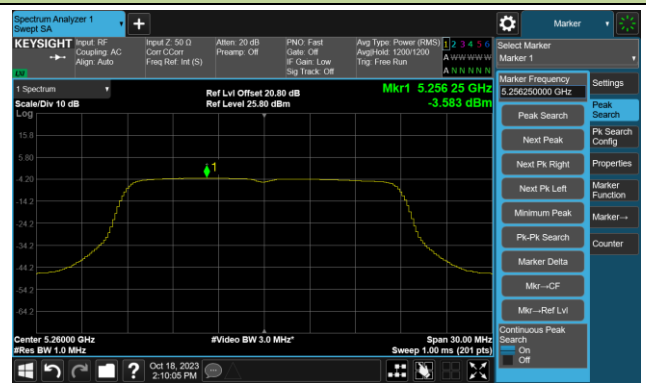 Spectrum Analyzer 1
Swept SA
+
Marker
KEYSIGHT
Input: RF
Coupling: AC
Align: Auto
Input Z: 50 Ω
Corr CCorr
Freq Ref: Int (S)
Atten: 20 dB
Preamp: Off
PNO: Fast
Gate: Off
IF Gain: Low
Sig Track: Off
Avg Type: Power (RMS)
Avg|Hold: 1200/1200
Trig: Free Run
1 2 3 4 5 6
A W W W W W
A N N N N N
LW
Select Marker
Marker 1
1 Spectrum
Scale/Div 10 dB
Log
Ref Lvl Offset 20.80 dB
Ref Level 25.80 dBm
Mkr1 5.256 25 GHz
-3.583 dBm
15.8
5.80
-4.20
-14.2
-24.2
-34.2
-44.2
-54.2
-64.2
1
Center 5.26000 GHz
#Res BW 1.0 MHz
#Video BW 3.0 MHz*
Span 30.00 MHz
Sweep 1.00 ms (201 pts)
Marker Frequency
5.256250000 GHz
Peak Search
Next Peak
Next Pk Right
Next Pk Left
Minimum Peak
Pk-Pk Search
Marker Delta
Mkr→CF
Mkr→Ref Lvl
Continuous Peak
Search
On
Off
Settings
Peak
Search
Pk Search
Config
Properties
Marker
Function
Marker→
Counter
?
Oct 18, 2023
2:10:05 PM